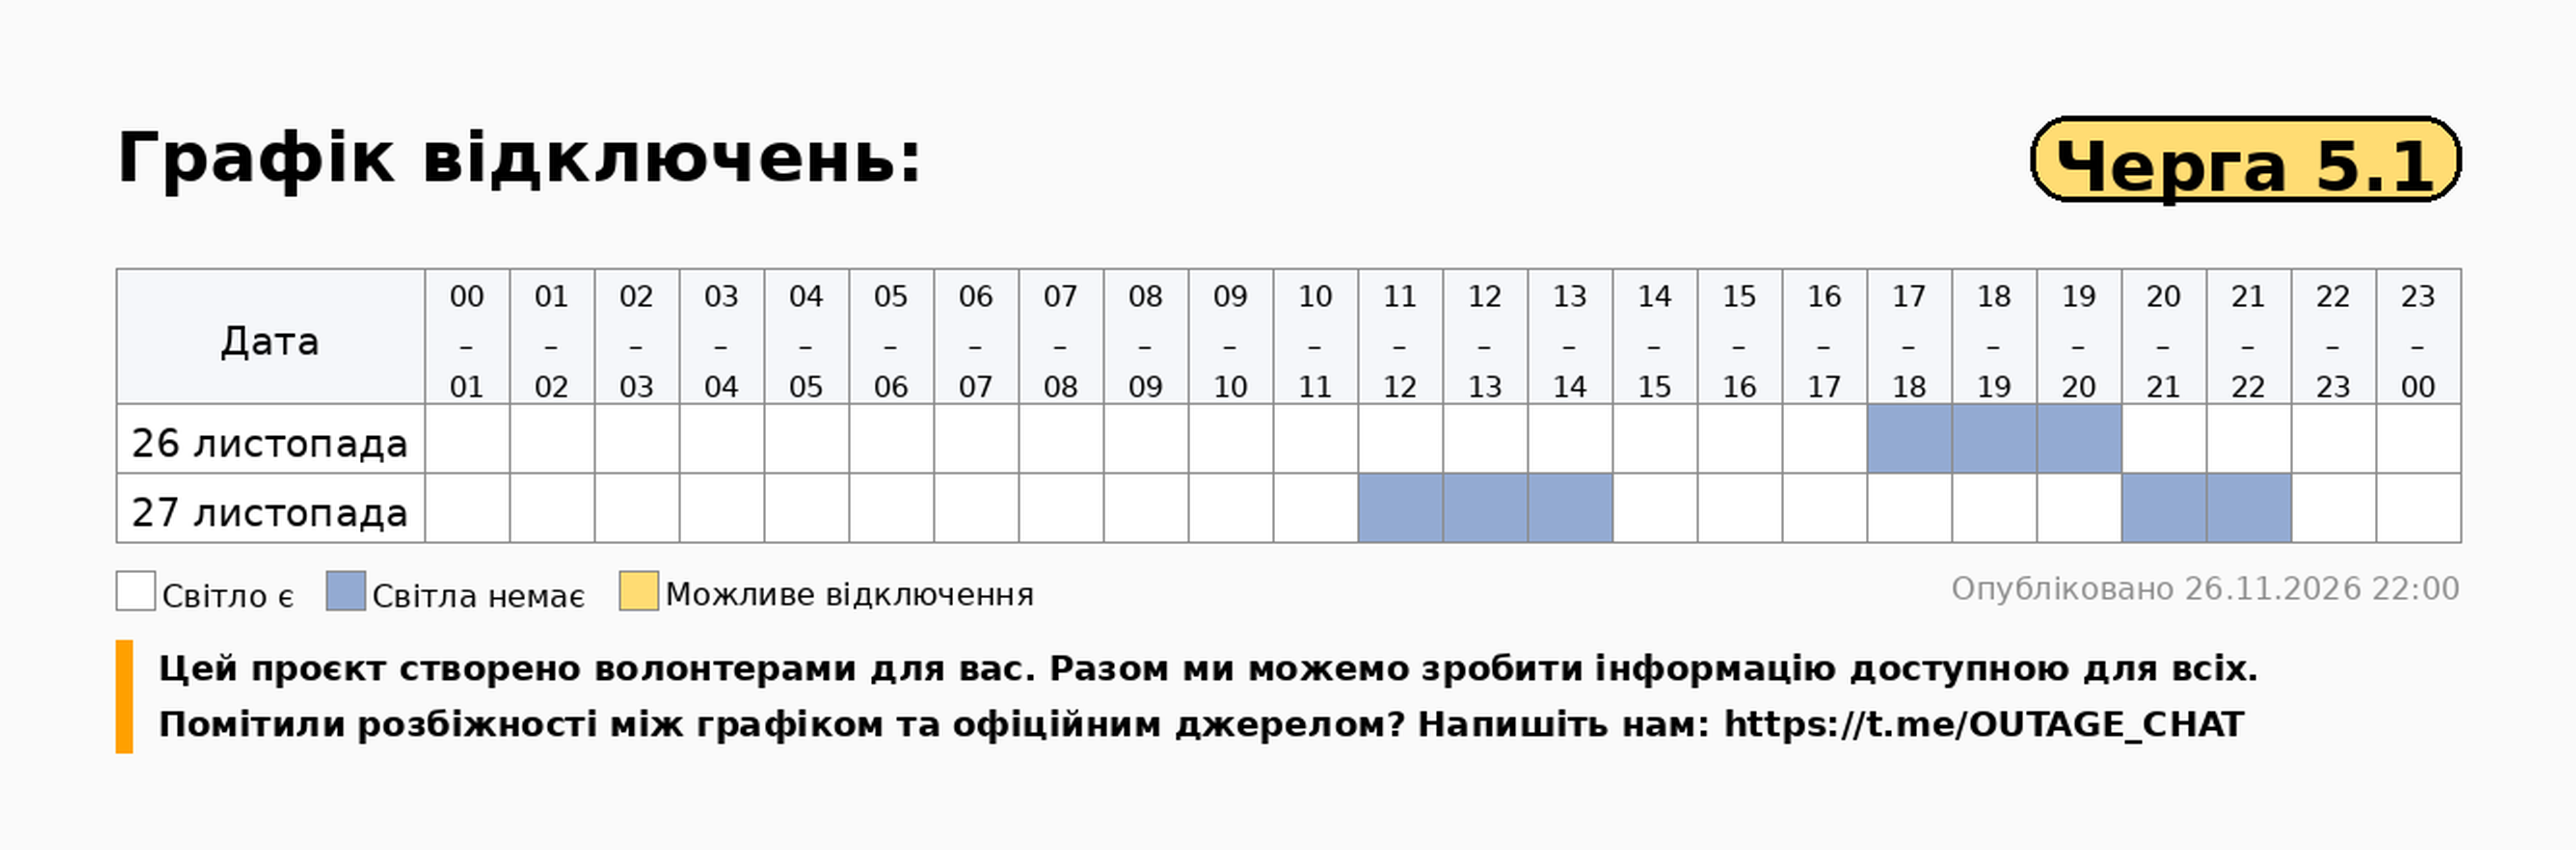 Графік відключень:
Черга 5.1
Дата 00 – 01 01 – 02 02 – 03 03 – 04 04 – 05 05 – 06 06 – 07 07 – 08 08 – 09 09 – 10 10 – 11 11 – 12 12 – 13 13 – 14 14 – 15 15 – 16 16 – 17 17 – 18 18 – 19 19 – 20 20 – 21 21 – 22 22 – 23 23 – 00
26 листопада
27 листопада
Світло є Світла немає Можливе відключення
Опубліковано 26.11.2026 22:00
Цей проєкт створено волонтерами для вас. Разом ми можемо зробити інформацію доступною для всіх.
Помітили розбіжності між графіком та офіційним джерелом? Напишіть нам: https://t.me/OUTAGE_CHAT